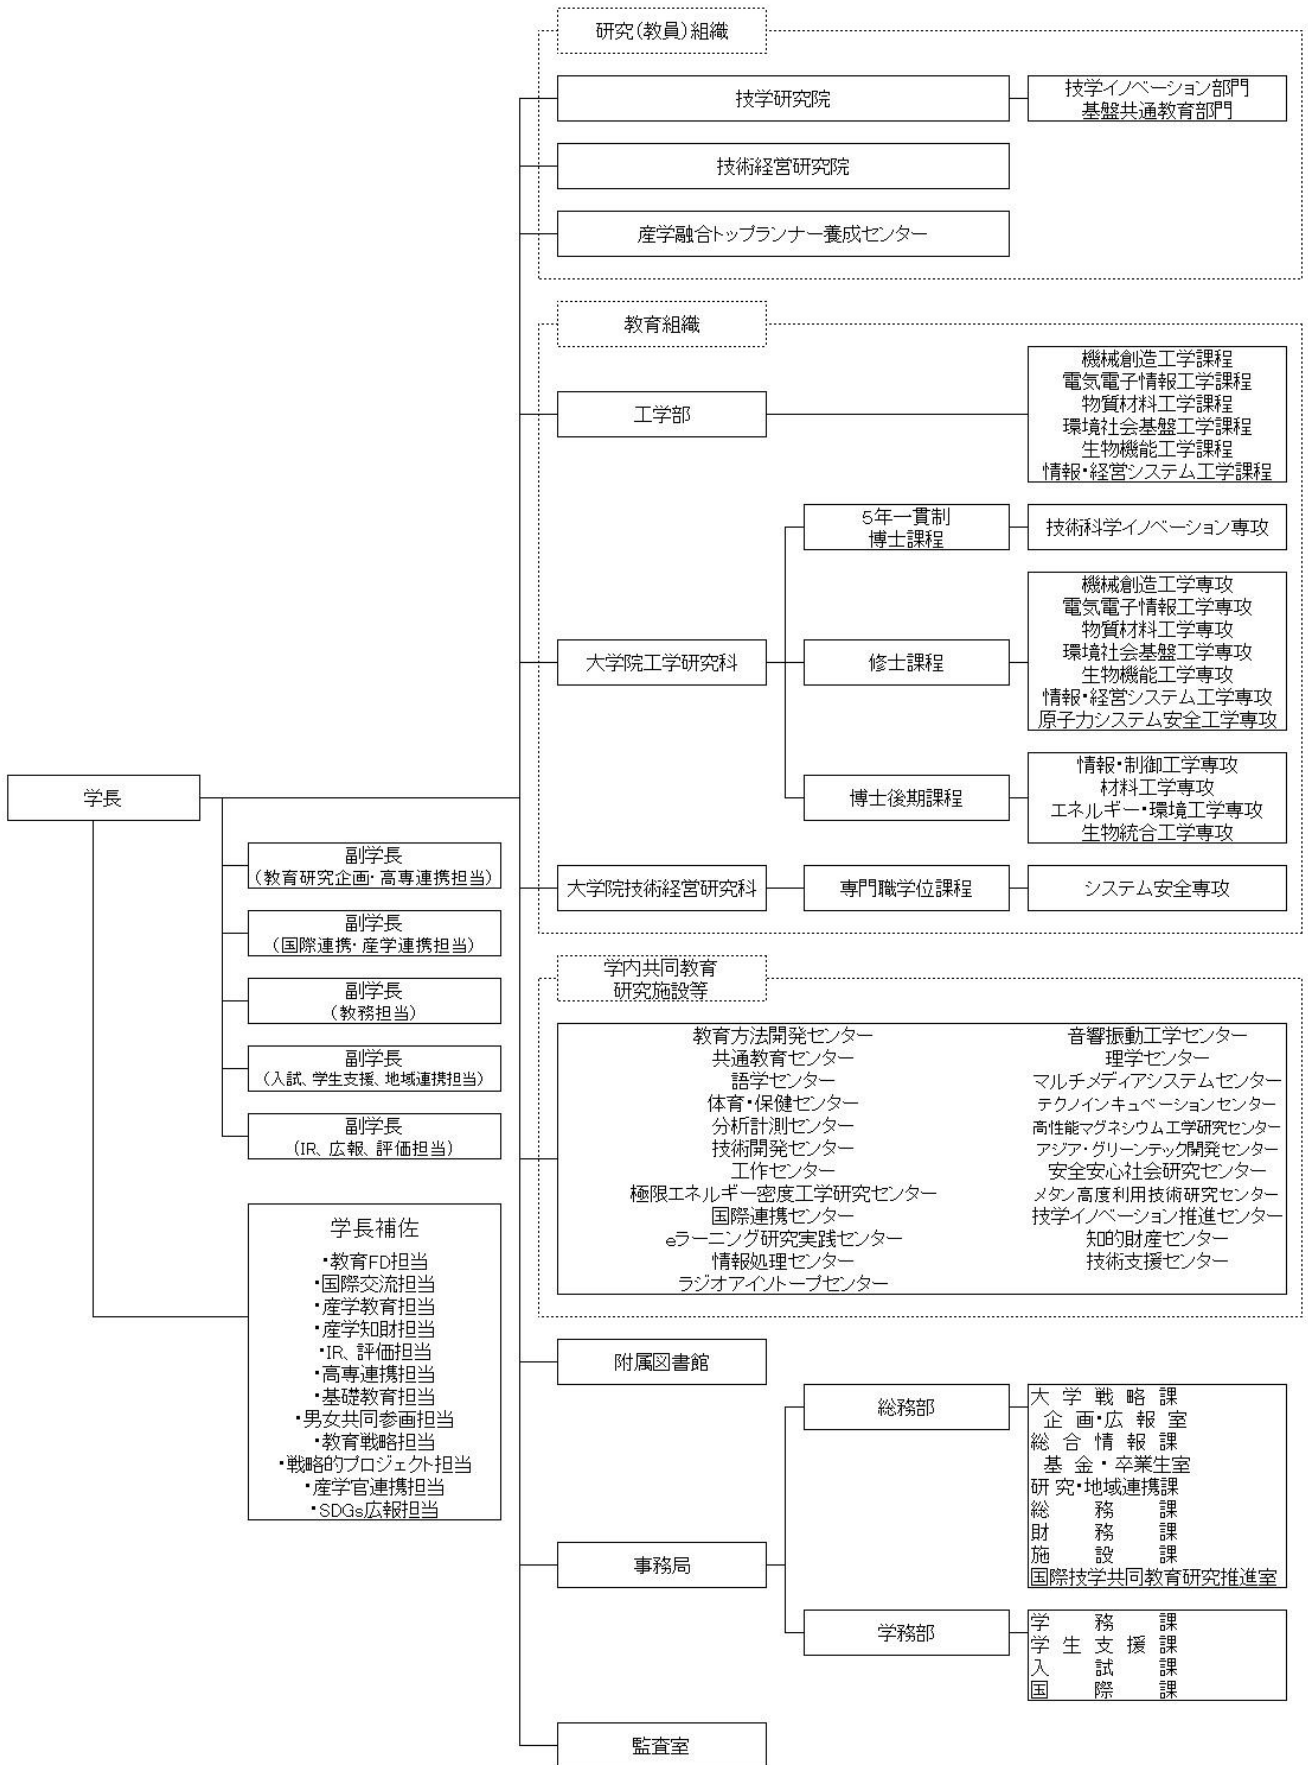 研究(教員)組織
技学研究院
技学イノベーション部門
基盤共通教育部門
技術経営研究院
産学融合トップランナー養成センター
教育組織
工学部
機械創造工学課程
電気電子情報工学課程
物質材料工学課程
環境社会基盤工学課程
生物機能工学課程
情報・経営システム工学課程
5年一貫制
博士課程
技術科学イノベーション専攻
大学院工学研究科
修士課程
機械創造工学専攻
電気電子情報工学専攻
物質材料工学専攻
環境社会基盤工学専攻
生物機能工学専攻
情報・経営システム工学専攻
原子力システム安全工学専攻
博士後期課程
情報・制御工学専攻
材料工学専攻
エネルギー・環境工学専攻
生物統合工学専攻
大学院技術経営研究科
専門職学位課程
システム安全専攻
学長
副学長
(教育研究企画・高専連携担当)
副学長
(国際連携・産学連携担当)
副学長
(教務担当)
副学長
(入試、学生支援、地域連携担当)
副学長
(IR、広報、評価担当)
学長補佐
・教育FD担当
・国際交流担当
・産学教育担当
・産学知財担当
・IR、評価担当
・高専連携担当
・基礎教育担当
・男女共同参画担当
・教育戦略担当
・戦略的プロジェクト担当
・産学官連携担当
・SDGs広報担当
学内共同教育
研究施設等
教育方法開発センター
共通教育センター
語学センター
体育・保健センター
分析計測センター
技術開発センター
工作センター
極限エネルギー密度工学研究センター
国際連携センター
eラーニング研究実践センター
情報処理センター
ラジオアイソトープセンター
音響振動工学センター
理学センター
マルチメディアシステムセンター
テクノインキュベーションセンター
高性能マグネシウム工学研究センター
アジア・グリーンテック開発センター
安全安心社会研究センター
メタン高度利用技術研究センター
技学イノベーション推進センター
知的財産センター
技術支援センター
附属図書館
事務局
総務部
大学戦略課
企画・広報室
総合情報課
基金・卒業生室
研究・地域連携課
総務課
財務課
施設課
国際技学共同教育研究推進室
学務部
学務課
学生支援課
入試課
国際課
監査室